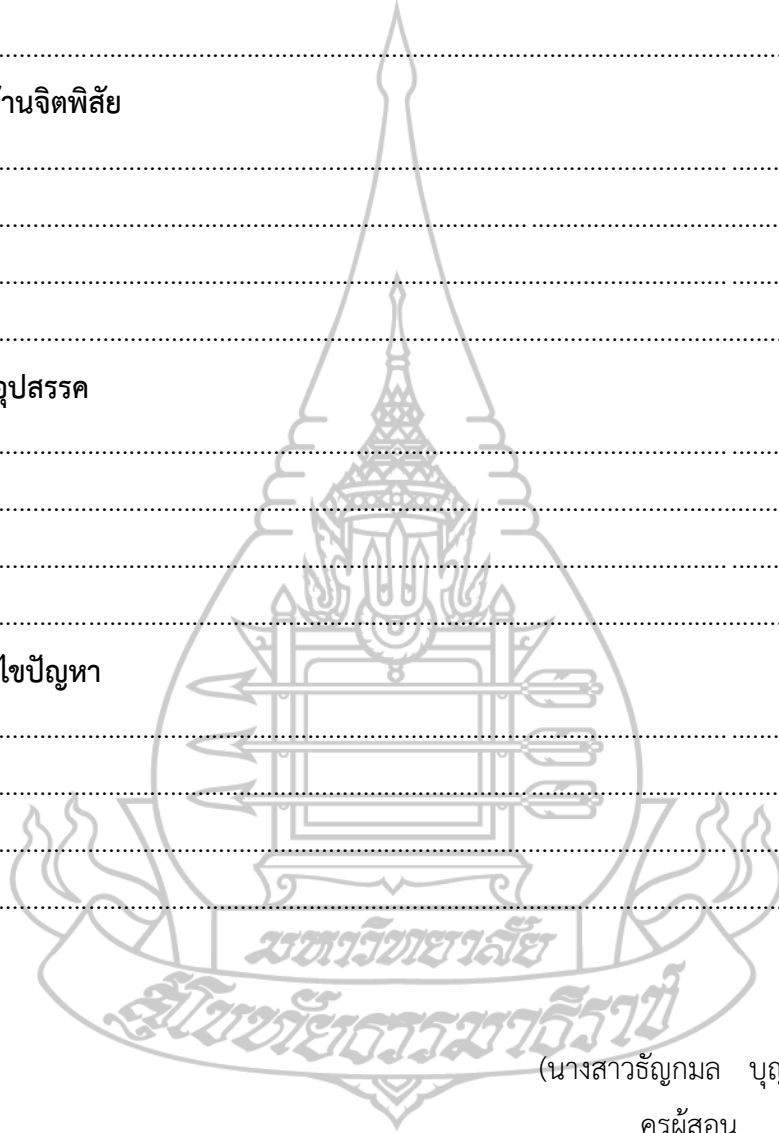 านจิตพิสัย
อุปสรรค
ไขปัญหา
มหาวิทยาลัย
สุโขทัยธรรมาธิราช
(นางสาวธัญกมล บุญ
ครูผู้สอน